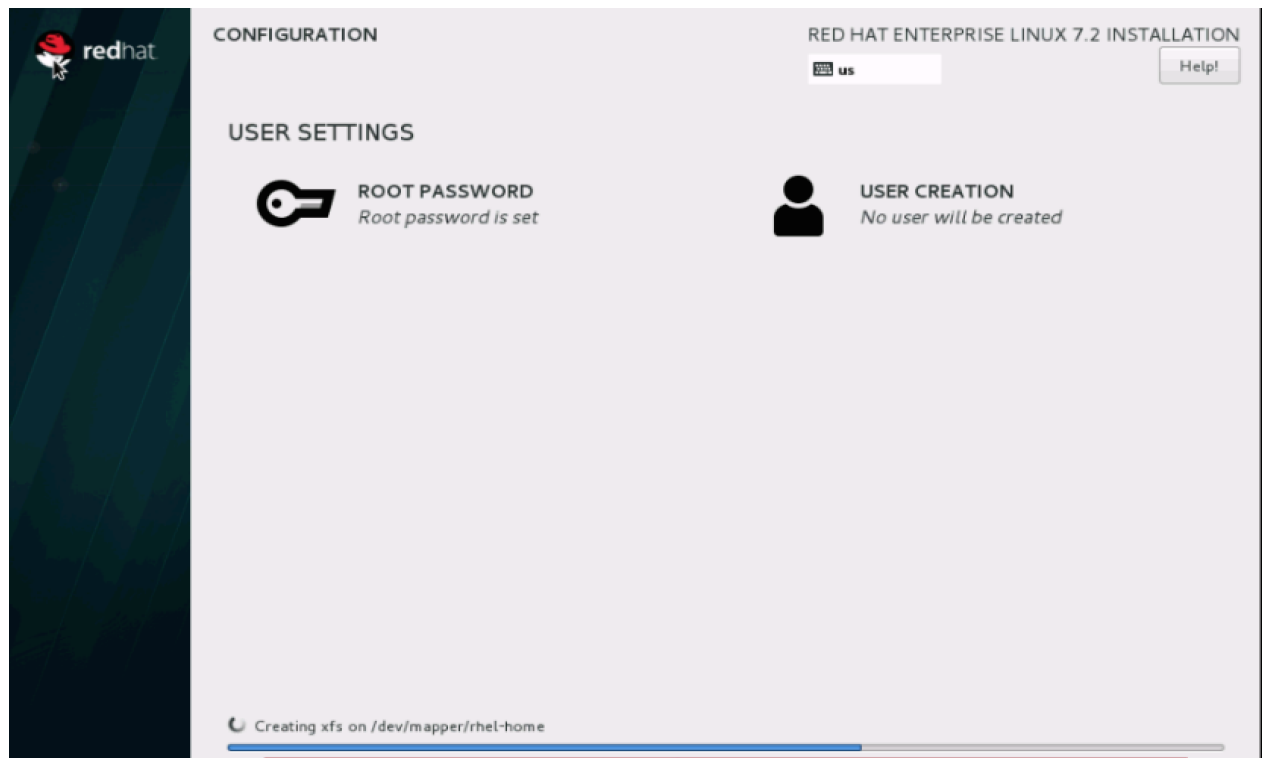 redhat
CONFIGURATION
RED HAT ENTERPRISE LINUX 7.2 INSTALLATION
us
Help!
USER SETTINGS
ROOT PASSWORD
Root password is set
USER CREATION
No user will be created
Creating xfs on /dev/mapper/rhel-home